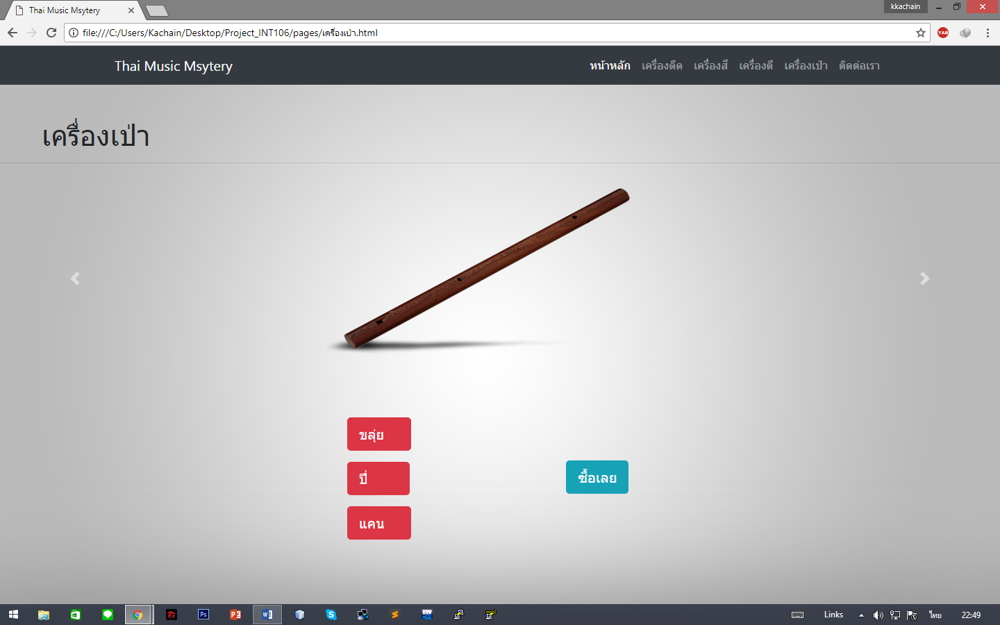 Thai Music Msytery
kkachain
file:///C:/Users/Kachain/Desktop/Project_INT106/pages/เครื่องเป่า.html
YAB
Thai Music Msytery
หน้าหลัก เครื่องดีด เครื่องสี เครื่องตี เครื่องเป่า ติดต่อเรา
เครื่องเป่า
ขลุ่ย
ปี่
ซื้อเลย
แคน
Links
ไทย
22:49